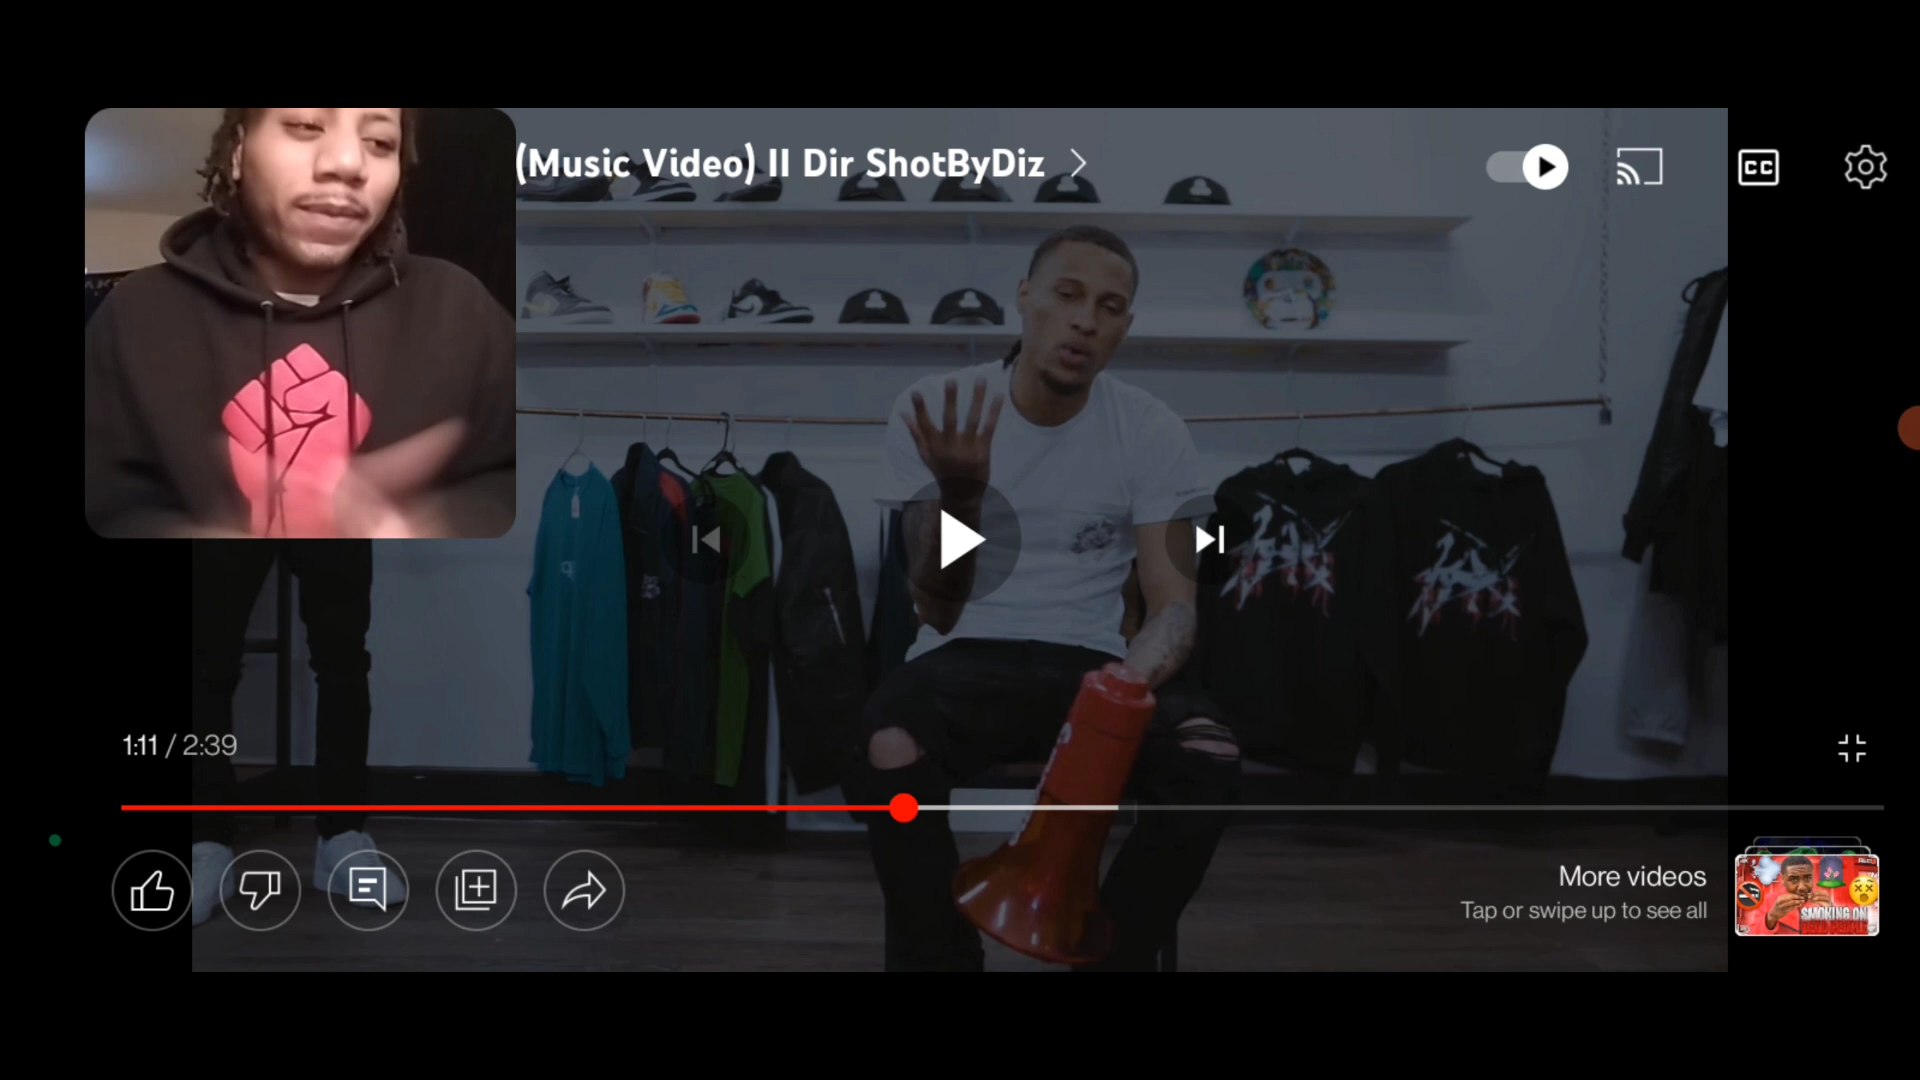 (Music Video) II Dir ShotByDiz
CC
1:11 / 2:39
More videos
Tap or swipe up to see all
SMOKING ON